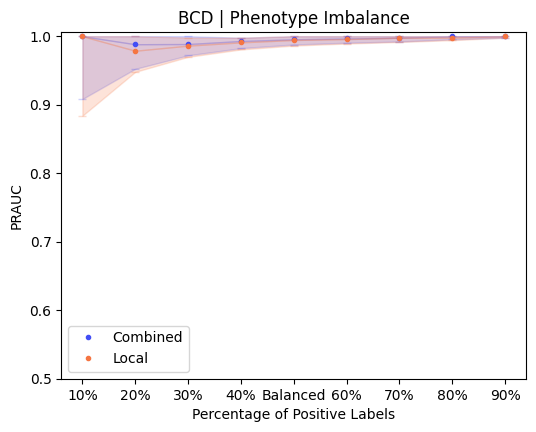 BCD | Phenotype Imbalance
PRAUC
1.0
0.9
0.8
0.7
0.6
0.5
Combined
Local
10% 20% 30% 40% Balanced 60% 70% 80% 90%
Percentage of Positive Labels